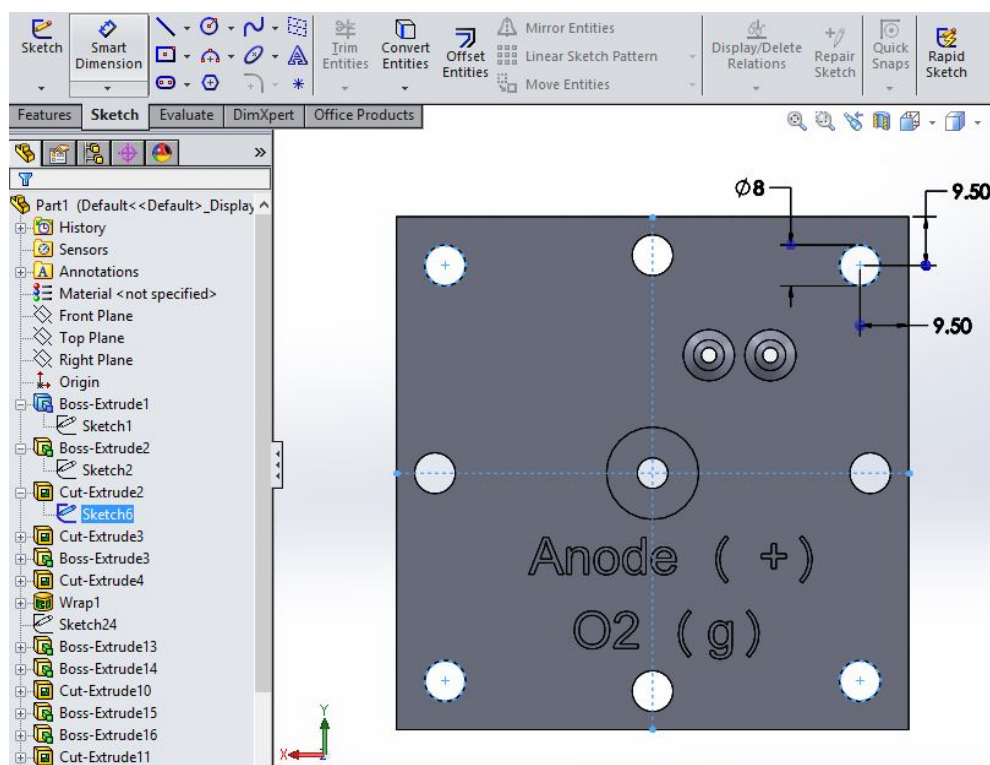 Sketch
Smart Dimension
Trim Entities
Convert Entities
Offset Entities
Mirror Entities
Linear Sketch Pattern
Move Entities
Display/Delete Relations
Repair Sketch
Quick Snaps
Rapid Sketch
Features Sketch Evaluate DimXpert Office Products
Part1 (Default<<Default>_Display
History
Sensors
Annotations
Material <not specified>
Front Plane
Top Plane
Right Plane
Origin
Boss-Extrude1
Sketch1
Boss-Extrude2
Sketch2
Cut-Extrude2
Sketch6
Cut-Extrude3
Boss-Extrude3
Cut-Extrude4
Wrap1
Sketch24
Boss-Extrude13
Boss-Extrude14
Cut-Extrude10
Boss-Extrude15
Boss-Extrude16
Cut-Extrude11
Ø8
9.50
9.50
Anode ( +)
O2 (g)
Y
X